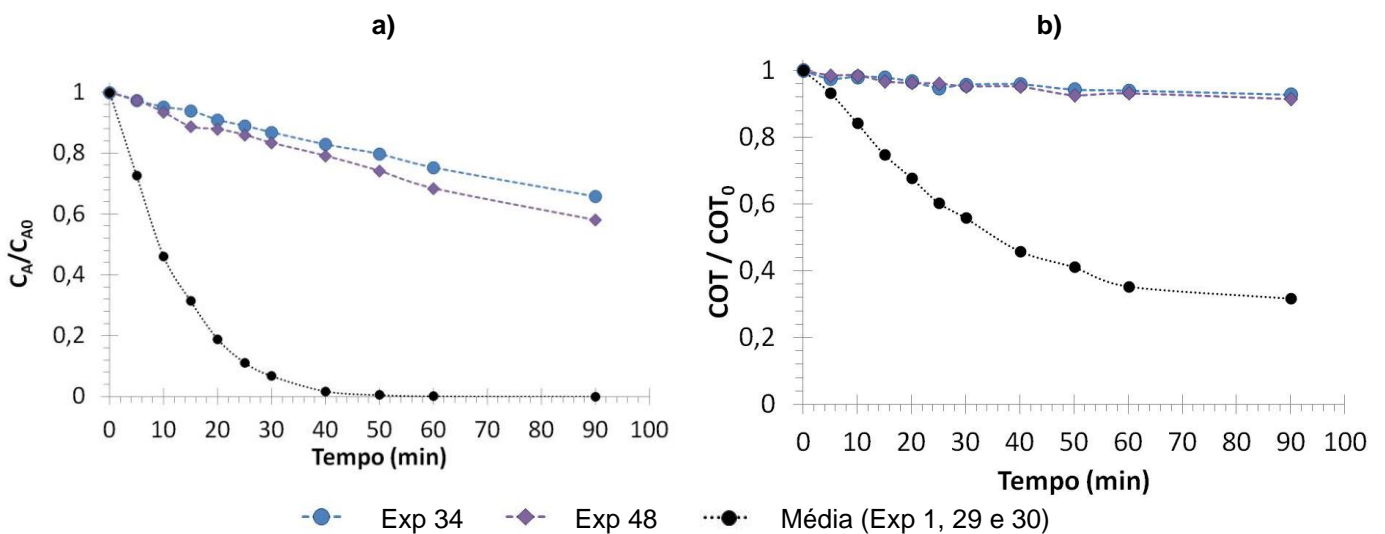 a)
C_A/C_A0
1
0,8
0,6
0,4
0,2
0
0 10 20 30 40 50 60 70 80 90 100
Tempo (min)
b)
COT / COT_0
1
0,8
0,6
0,4
0,2
0
0 10 20 30 40 50 60 70 80 90 100
Tempo (min)
Exp 34 Exp 48 Média (Exp 1, 29 e 30)